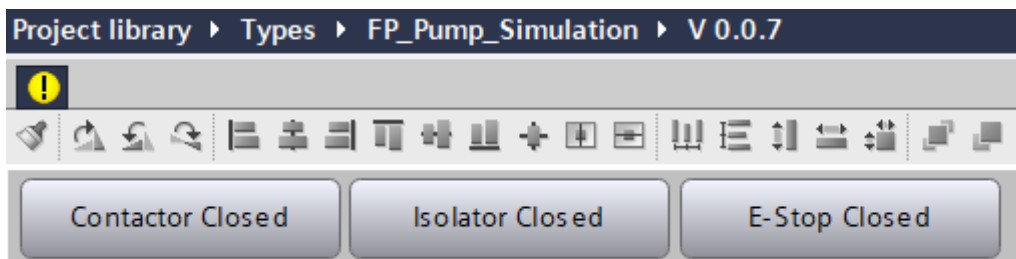 Project library ▸ Types ▸ FP_Pump_Simulation ▸ V 0.0.7
Contactor Closed Isolator Closed E-Stop Closed